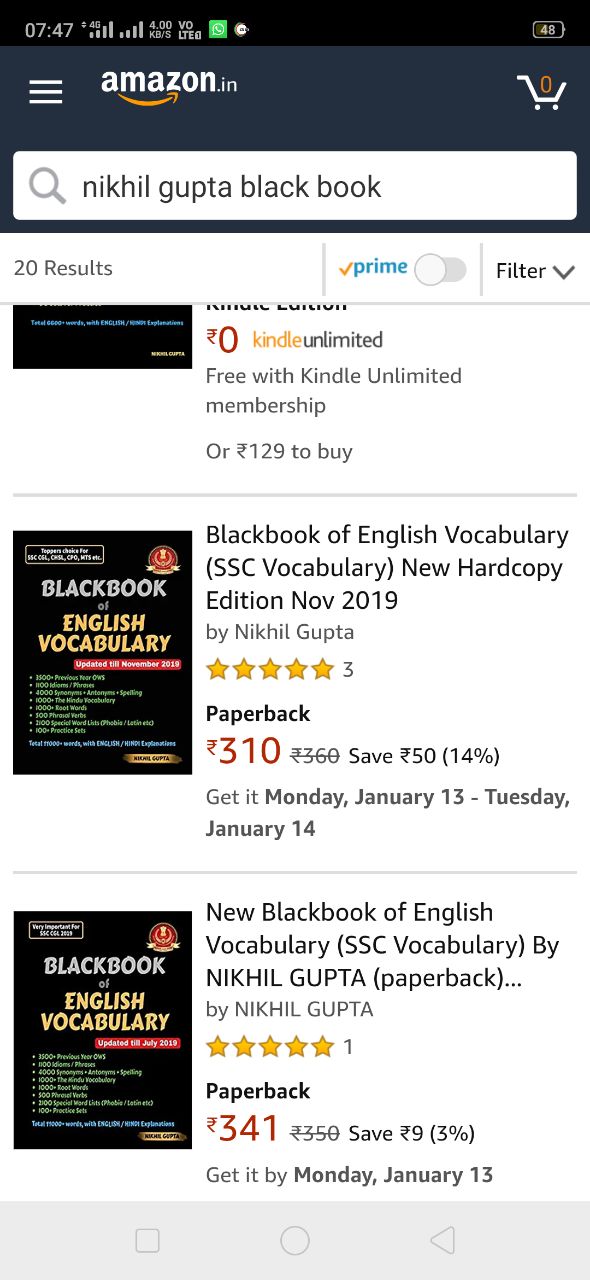 07:47 4G 4.00 KB/S VO LTE 48
amazon.in
0
nikhil gupta black book
20 Results prime Filter
Kindle Edition
Total 6600+ words, with ENGLISH / HINDI Explanations
NIKHIL GUPTA
₹0 kindleunlimited
Free with Kindle Unlimited
membership
Or ₹129 to buy
Toppers choice For
SSC CGL, CHSL, CPO, MTS etc.
BLACKBOOK
of
ENGLISH
VOCABULARY
Updated till November 2019
• 3500+ Previous Year OWS
• 1100 Idioms / Phrases
• 4000 Synonyms • Antonyms • Spelling
• 1000+ The Hindu Vocabulary
• 1000+ Root Words
• 500 Phrasal Verbs
• 2100 Special Word Lists (Phobia / Latin etc)
• 100+ Practice Sets
Total 11000+ words, with ENGLISH / HINDI Explanations
NIKHIL GUPTA
Blackbook of English Vocabulary
(SSC Vocabulary) New Hardcopy
Edition Nov 2019
by Nikhil Gupta
3
Paperback
₹310 ₹360 Save ₹50 (14%)
Get it Monday, January 13 - Tuesday,
January 14
Very Important For
SSC CGL 2019
BLACKBOOK
of
ENGLISH
VOCABULARY
Updated till July 2019
• 3500+ Previous Year OWS
• 1100 Idioms / Phrases
• 4000 Synonyms • Antonyms • Spelling
• 1000+ The Hindu Vocabulary
• 1000+ Root Words
• 500 Phrasal Verbs
• 2100 Special Word Lists (Phobia / Latin etc)
• 100+ Practice Sets
Total 11000+ words, with ENGLISH / HINDI Explanations
NIKHIL GUPTA
New Blackbook of English
Vocabulary (SSC Vocabulary) By
NIKHIL GUPTA (paperback)...
by NIKHIL GUPTA
1
Paperback
₹341 ₹350 Save ₹9 (3%)
Get it by Monday, January 13